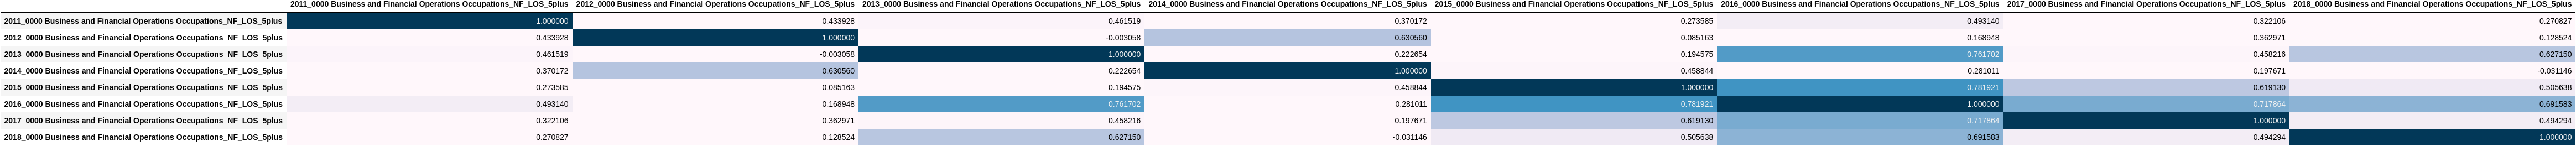 2011_0000 Business and Financial Operations Occupations_NF_LOS_5plus 2012_0000 Business and Financial Operations Occupations_NF_LOS_5plus 2013_0000 Business and Financial Operations Occupations_NF_LOS_5plus 2014_0000 Business and Financial Operations Occupations_NF_LOS_5plus 2015_0000 Business and Financial Operations Occupations_NF_LOS_5plus 2016_0000 Business and Financial Operations Occupations_NF_LOS_5plus 2017_0000 Business and Financial Operations Occupations_NF_LOS_5plus 2018_0000 Business and Financial Operations Occupations_NF_LOS_5plus
2011_0000 Business and Financial Operations Occupations_NF_LOS_5plus 1.000000 0.433928 0.461519 0.370172 0.273585 0.493140 0.322106 0.270827
2012_0000 Business and Financial Operations Occupations_NF_LOS_5plus 0.433928 1.000000 -0.003058 0.630560 0.085163 0.168948 0.362971 0.128524
2013_0000 Business and Financial Operations Occupations_NF_LOS_5plus 0.461519 -0.003058 1.000000 0.222654 0.194575 0.761702 0.458216 0.627150
2014_0000 Business and Financial Operations Occupations_NF_LOS_5plus 0.370172 0.630560 0.222654 1.000000 0.458844 0.281011 0.197671 -0.031146
2015_0000 Business and Financial Operations Occupations_NF_LOS_5plus 0.273585 0.085163 0.194575 0.458844 1.000000 0.781921 0.619130 0.505638
2016_0000 Business and Financial Operations Occupations_NF_LOS_5plus 0.493140 0.168948 0.761702 0.281011 0.781921 1.000000 0.717864 0.691583
2017_0000 Business and Financial Operations Occupations_NF_LOS_5plus 0.322106 0.362971 0.458216 0.197671 0.619130 0.717864 1.000000 0.494294
2018_0000 Business and Financial Operations Occupations_NF_LOS_5plus 0.270827 0.128524 0.627150 -0.031146 0.505638 0.691583 0.494294 1.000000